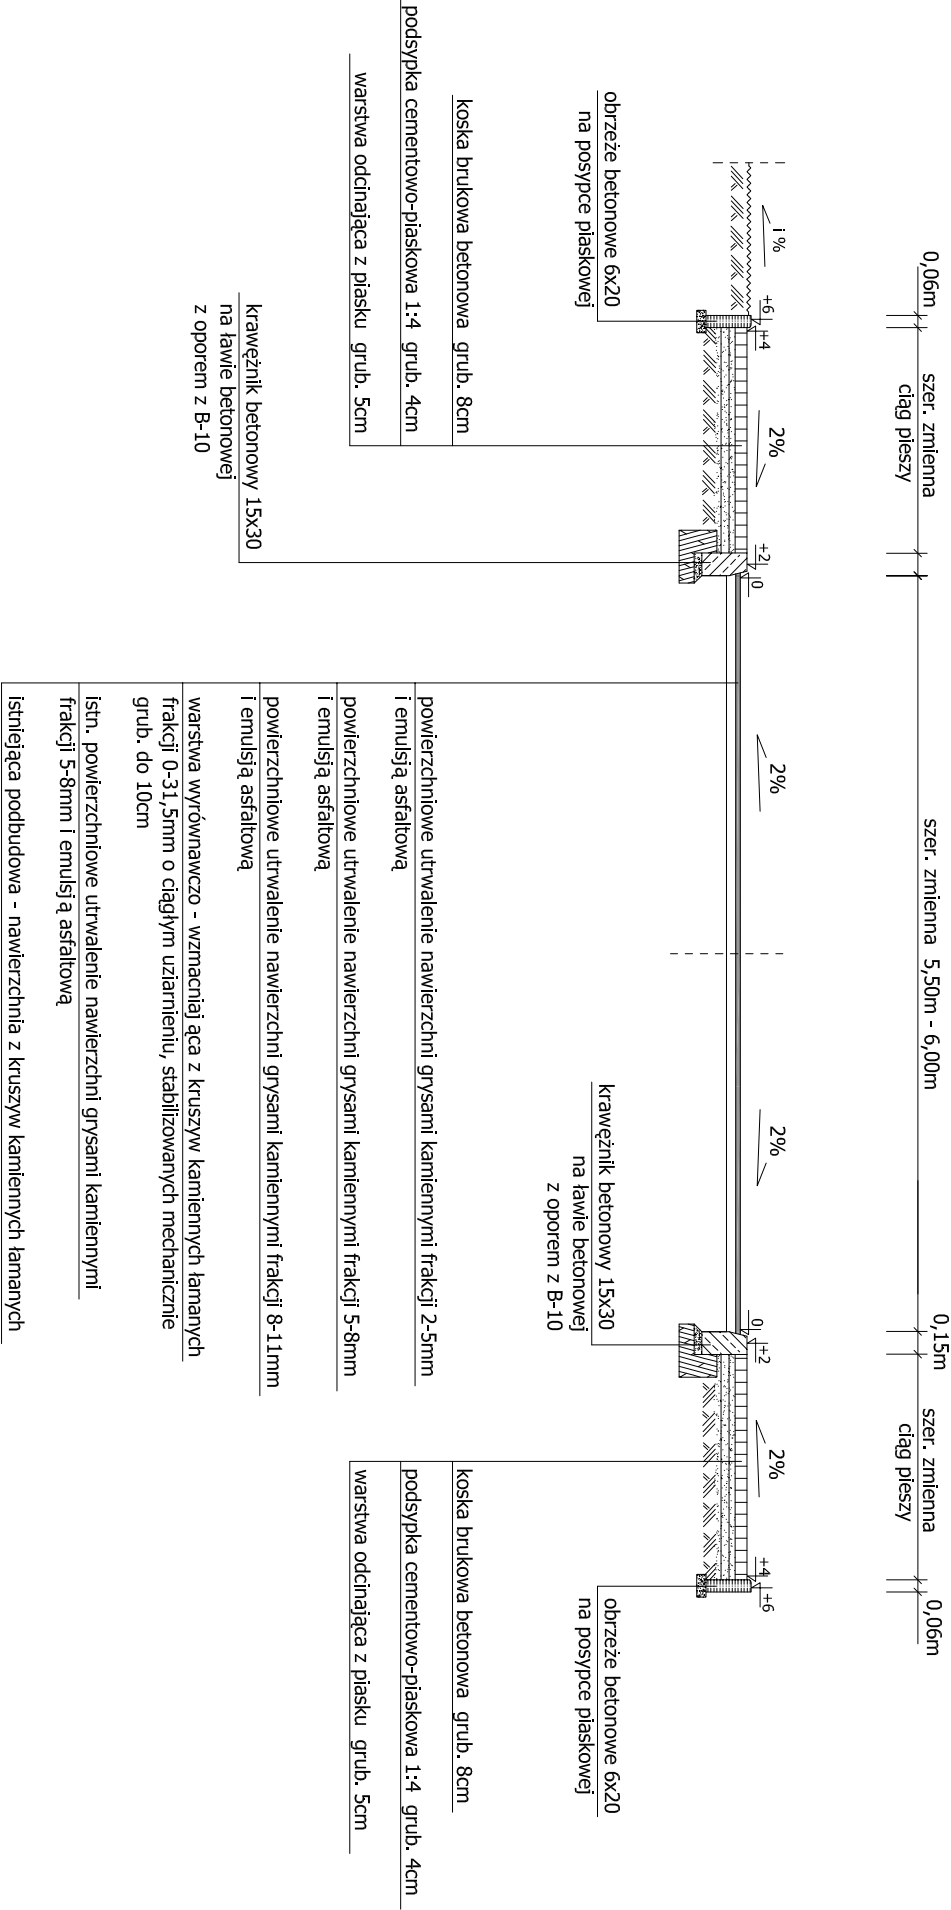 0,06m
szer. zmienna
ciąg pieszy
szer. zmienna 5,50m - 6,00m
0,15m
szer. zmienna
ciąg pieszy
0,06m
i %
+6
+4
2%
+2
0
2%
2%
0
+2
2%
+4
+6
obrzeże betonowe 6x20
na posypce piaskowej
koska brukowa betonowa grub. 8cm
podsypka cementowo-piaskowa 1:4 grub. 4cm
warstwa odcinająca z piasku grub. 5cm
krawężnik betonowy 15x30
na ławie betonowej
z oporem z B-10
powierzchniowe utrwalenie nawierzchni grysami kamiennymi frakcji 2-5mm
i emulsją asfaltową
powierzchniowe utrwalenie nawierzchni grysami kamiennymi frakcji 5-8mm
i emulsją asfaltową
powierzchniowe utrwalenie nawierzchni grysami kamiennymi frakcji 8-11mm
i emulsją asfaltową
warstwa wyrównawczo - wzmacniaj ąca z kruszyw kamiennych łamanych
frakcji 0-31,5mm o ciągłym uziarnieniu, stabilizowanych mechanicznie
grub. do 10cm
istn. powierzchniowe utrwalenie nawierzchni grysami kamiennymi
frakcji 5-8mm i emulsj ą asfaltową
istniejąca podbudowa - nawierzchnia z kruszyw kamiennych łamanych
krawężnik betonowy 15x30
na ławie betonowej
z oporem z B-10
obrzeże betonowe 6x20
na posypce piaskowej
koska brukowa betonowa grub. 8cm
podsypka cementowo-piaskowa 1:4 grub. 4cm
warstwa odcinająca z piasku grub. 5cm